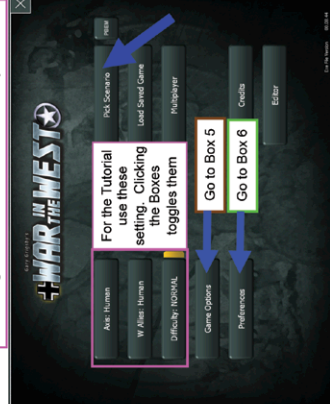 Gary Grigsby's
WAR IN THE WEST
For the Tutorial
use these
setting. Clicking
the Boxes
toggles them
Axis: Human
W Allies: Human
Difficulty: NORMAL
Game Options
Preferences
Go to Box 5
Go to Box 6
Pick Scenario
PBEM
Load Saved Game
Multiplayer
Credits
Editor